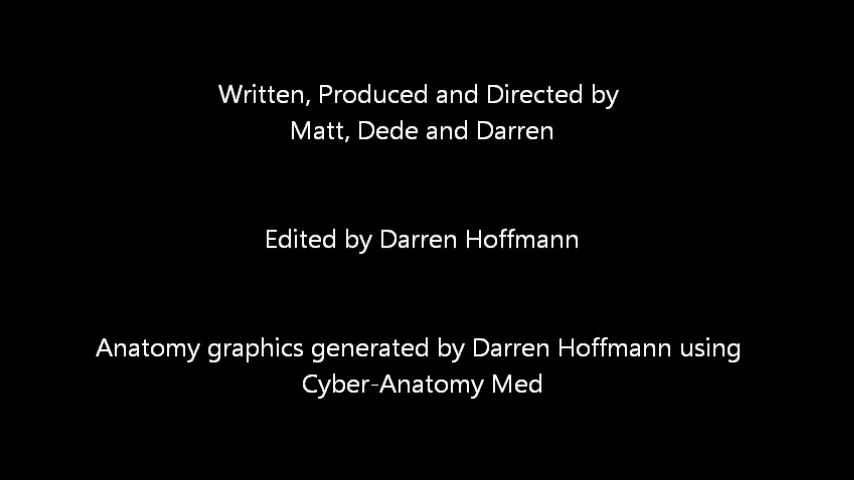 Written, Produced and Directed by
Matt, Dede and Darren
Edited by Darren Hoffmann
Anatomy graphics generated by Darren Hoffmann using
Cyber-Anatomy Med